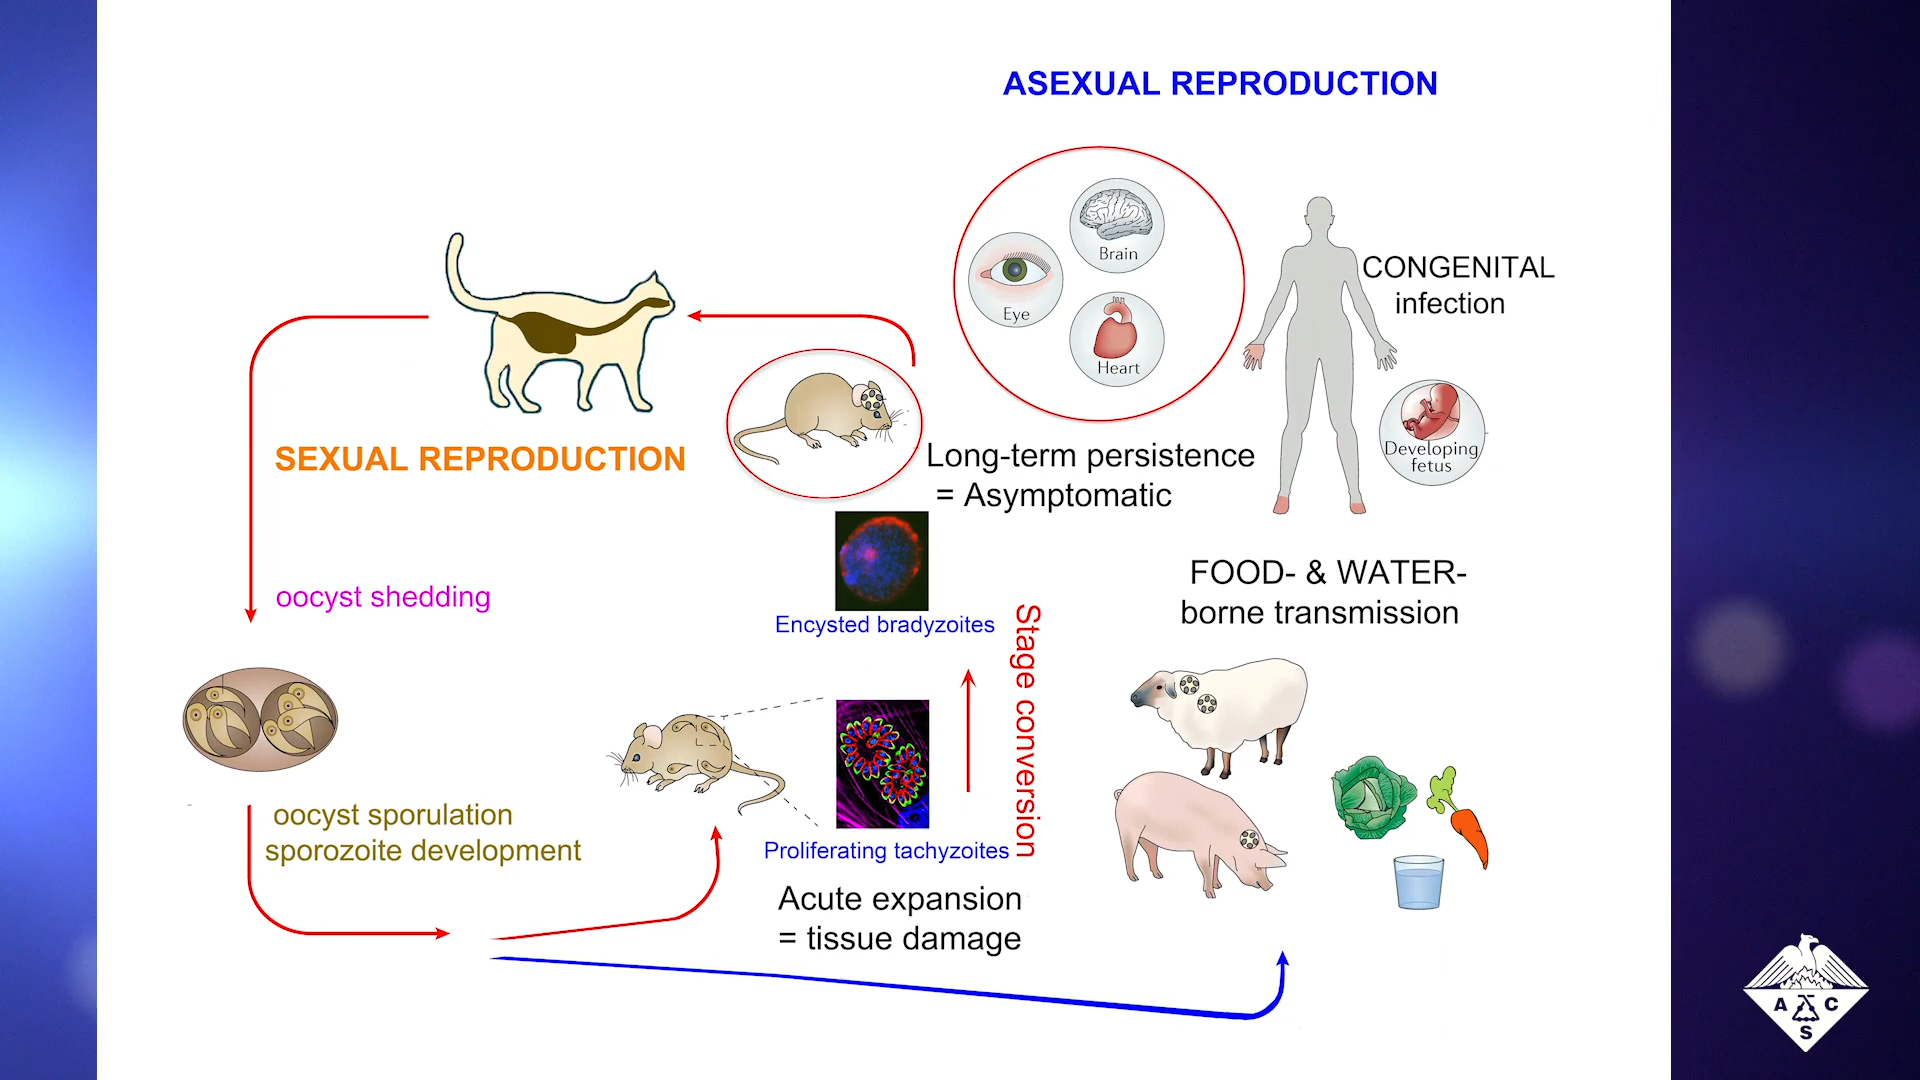 ASEXUAL REPRODUCTION
Brain
Eye
Heart
CONGENITAL
infection
Developing
fetus
SEXUAL REPRODUCTION
Long-term persistence
= Asymptomatic
oocyst shedding
Encysted bradyzoites
Stage conversion
FOOD- & WATER-
borne transmission
oocyst sporulation
sporozoite development
Proliferating tachyzoites
Acute expansion
= tissue damage
A C
S